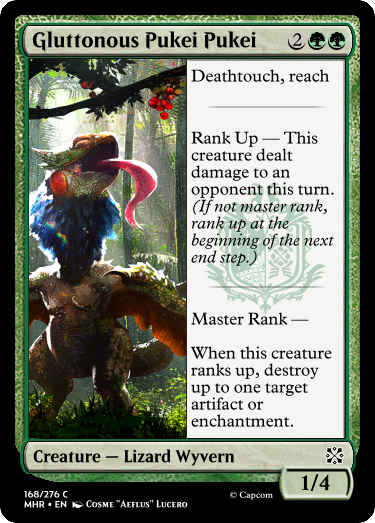 Gluttonous Pukei Pukei 2
Deathtouch, reach
Rank Up — This
creature dealt
damage to an
opponent this turn.
(If not master rank,
rank up at the
beginning of the next
end step.)
Master Rank —
When this creature
ranks up, destroy
up to one target
artifact or
enchantment.
Creature — Lizard Wyvern
1/4
168/276 C
MHR • EN Cosme "Aeflus" Lucero
© Capcom